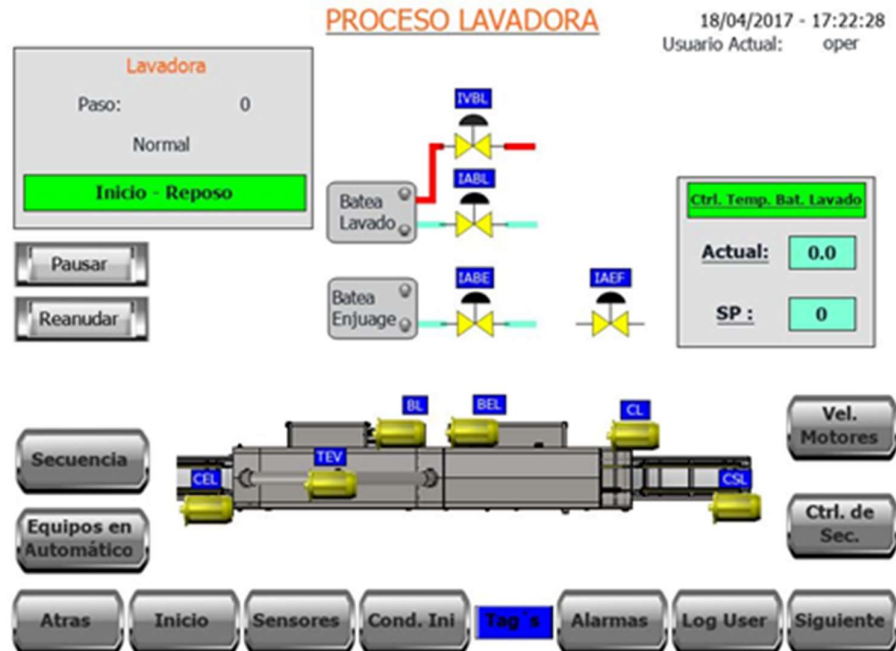 PROCESO LAVADORA
18/04/2017 - 17:22:28
Usuario Actual: oper
Lavadora
Paso: 0
Normal
Inicio - Reposo
Pausar
Reanudar
IVBL
IABL
Batea
Lavado
IABE
IAEF
Batea
Enjuage
Ctrl. Temp. Bat. Lavado
Actual: 0.0
SP : 0
BL
BEL
CL
TEV
CEL
CSL
Secuencia
Equipos en
Automático
Vel.
Motores
Ctrl. de
Sec.
Atras
Inicio
Sensores
Cond. Ini
Tag´s
Alarmas
Log User
Siguiente